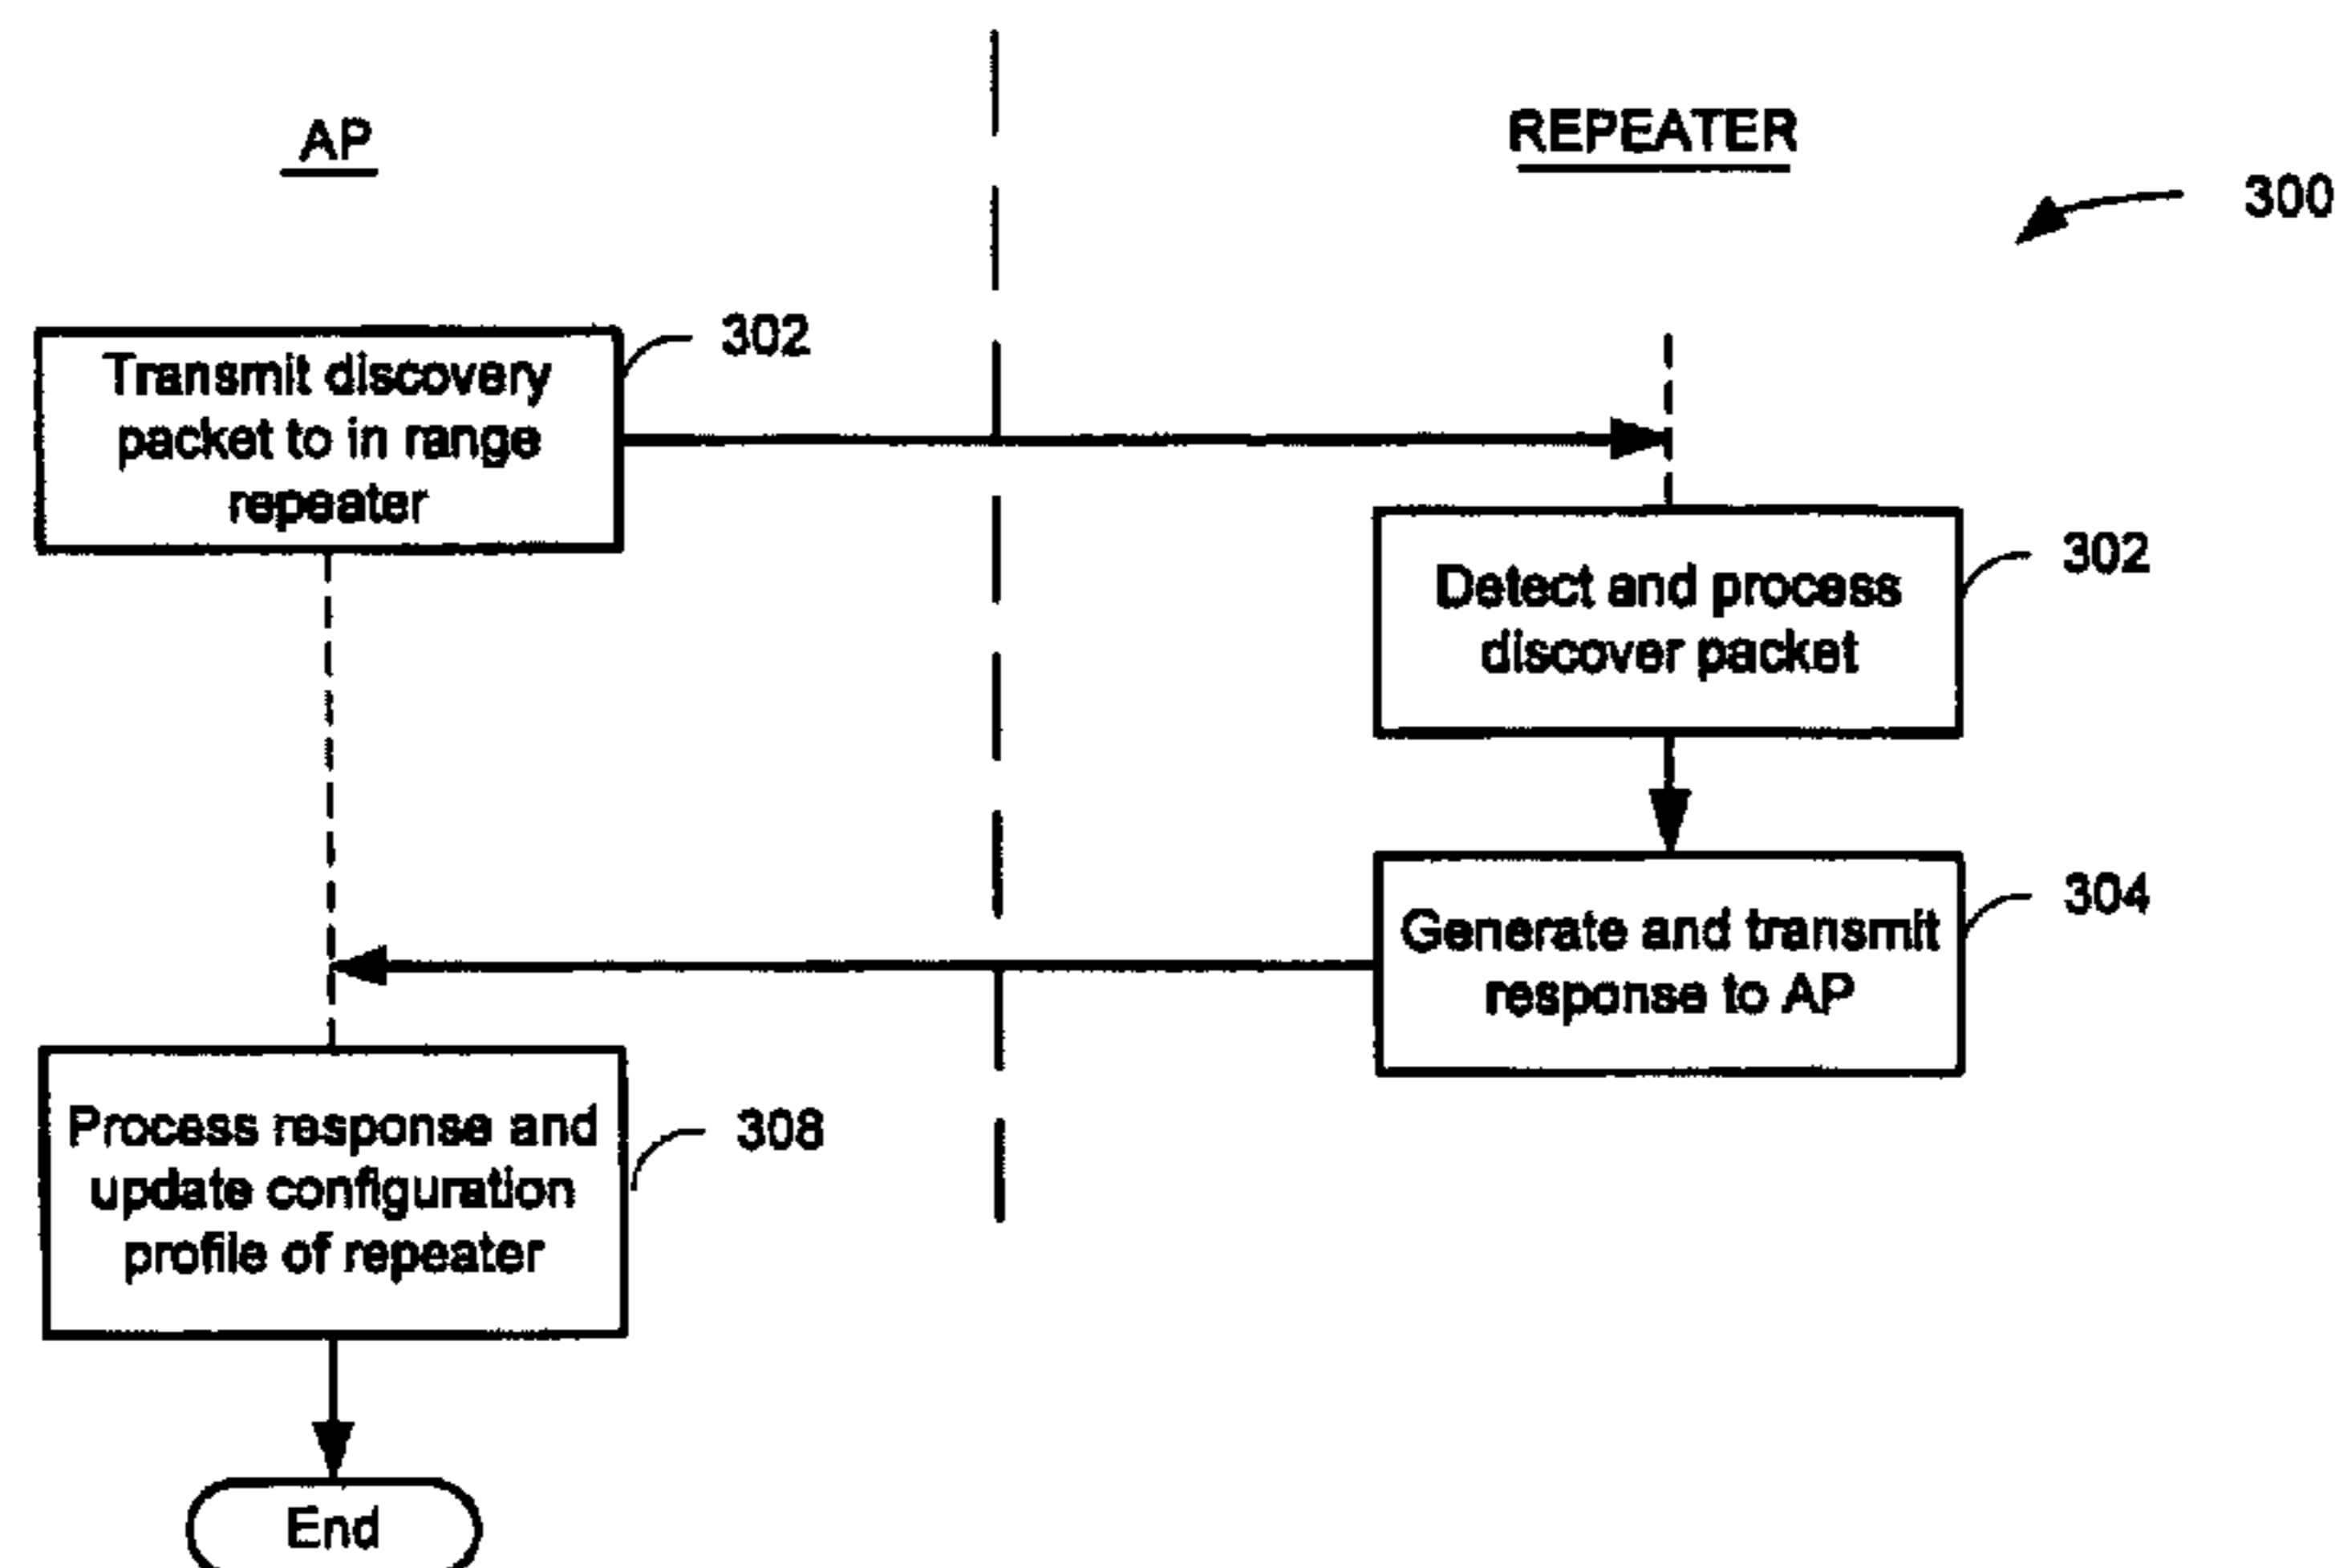 AP
REPEATER
300
302
Transmit discovery
packet to in range
repeater
302
Detect and process
discover packet
304
Generate and transmit
response to AP
308
Process response and
update configuration
profile of repeater
End